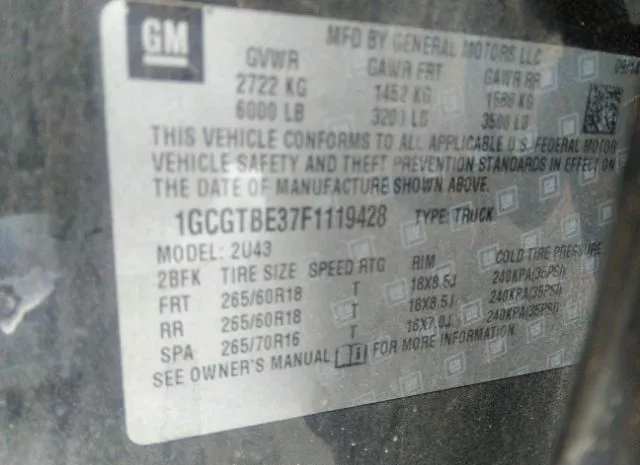 GM
MFD BY GENERAL MOTORS LLC
GVWR GAWR FRT GAWR RR
2722 KG 1452 KG 1588 KG
6000 LB 3201 LB 3500 LB
THIS VEHICLE CONFORMS TO ALL APPLICABLE U.S. FEDERAL MOTOR
VEHICLE SAFETY AND THEFT PREVENTION STANDARDS IN EFFECT ON
THE DATE OF MANUFACTURE SHOWN ABOVE.
1GCGTBE37F1119428 TYPE: TRUCK
MODEL: 2U43
2BFK TIRE SIZE SPEED RTG RIM COLD TIRE PRESSURE
FRT 265/60R18 T 18X8.5J 240KPA(35PSI)
RR 265/60R18 T 18X8.5J 240KPA(35PSI)
SPA 265/70R16 T 16X7.0J 240KPA(35PSI)
SEE OWNER'S MANUAL FOR MORE INFORMATION.